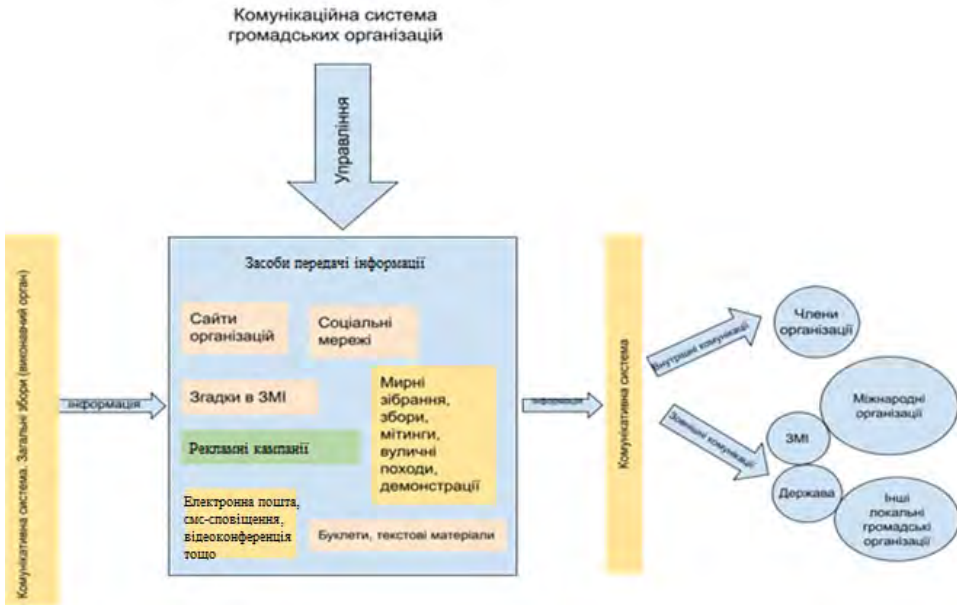 Комунікаційна система
громадських організацій
Управління
Комунікативна система. Загальні збори (виконавчий орган)
інформація
Засоби передачі інформації
Сайти
організацій
Соціальні
мережі
Згадки в ЗМІ
Рекламні кампанії
Мирні
зібрання,
збори,
мітинги,
вуличні
походи,
демонстрації
Електронна пошта,
смс-сповіщення,
відеоконференція
тощо
Буклети, текстові матеріали
інформація
Комунікативна система
Внутрішні комунікації
Зовнішні комунікації
Члени
організації
Міжнародні
організації
ЗМІ
Держава
Інші
локальні
громадські
організації